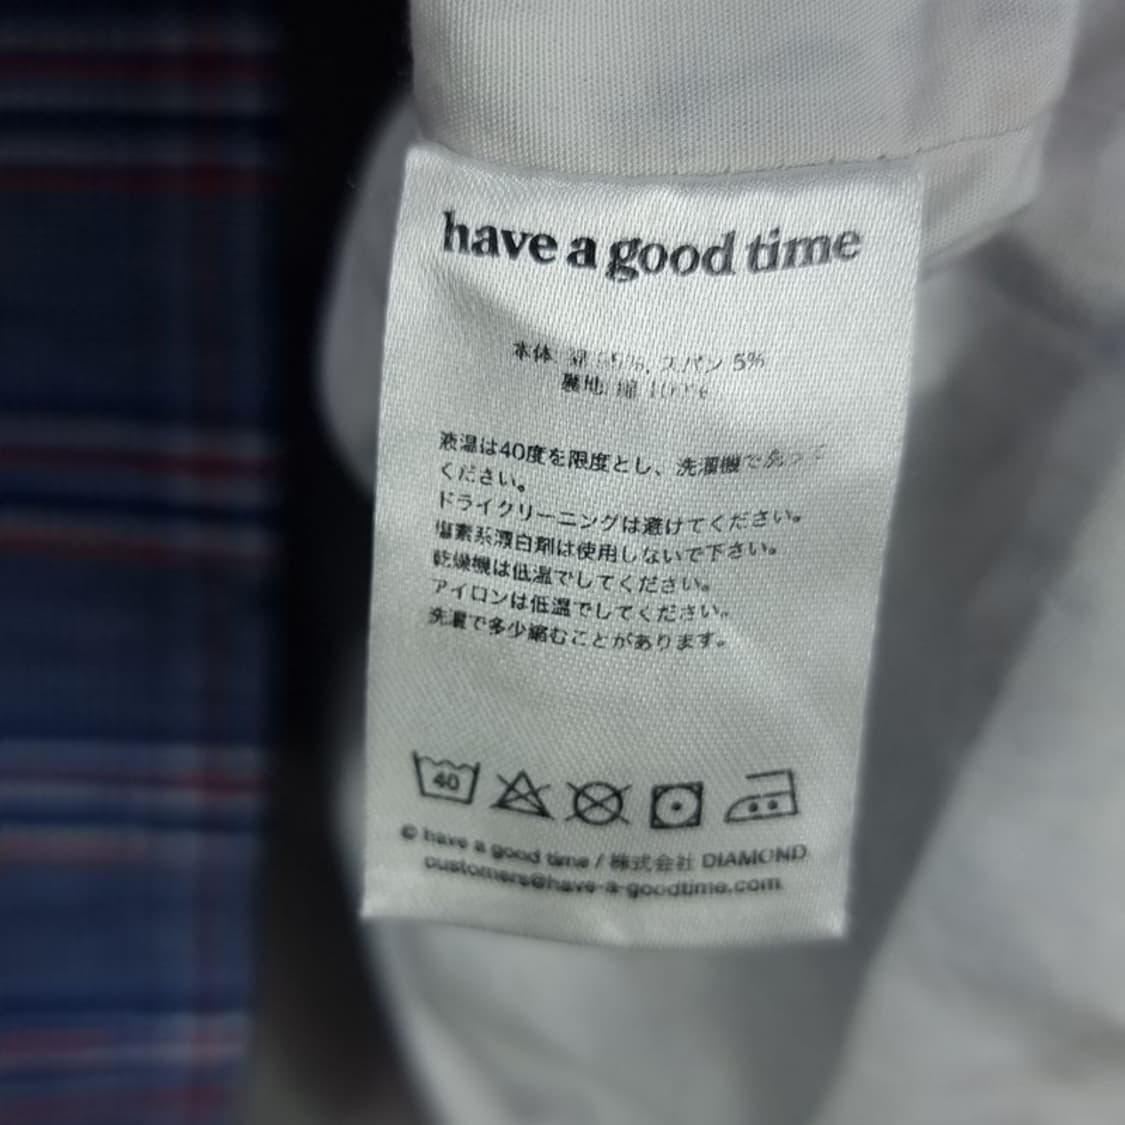 have a good time
本体: 綿 95%, スパン 5%
裏地: 綿 100%
液温は40度を限度とし、洗濯機で洗って
ください。
ドライクリーニングは避けてください。
塩素系漂白剤は使用しないで下さい。
乾燥機は低温でしてください。
アイロンは低温でしてください。
洗濯で多少縮むことがあります。
40
© have a good time / 株式会社 DIAMOND
customers@have-a-goodtime.com